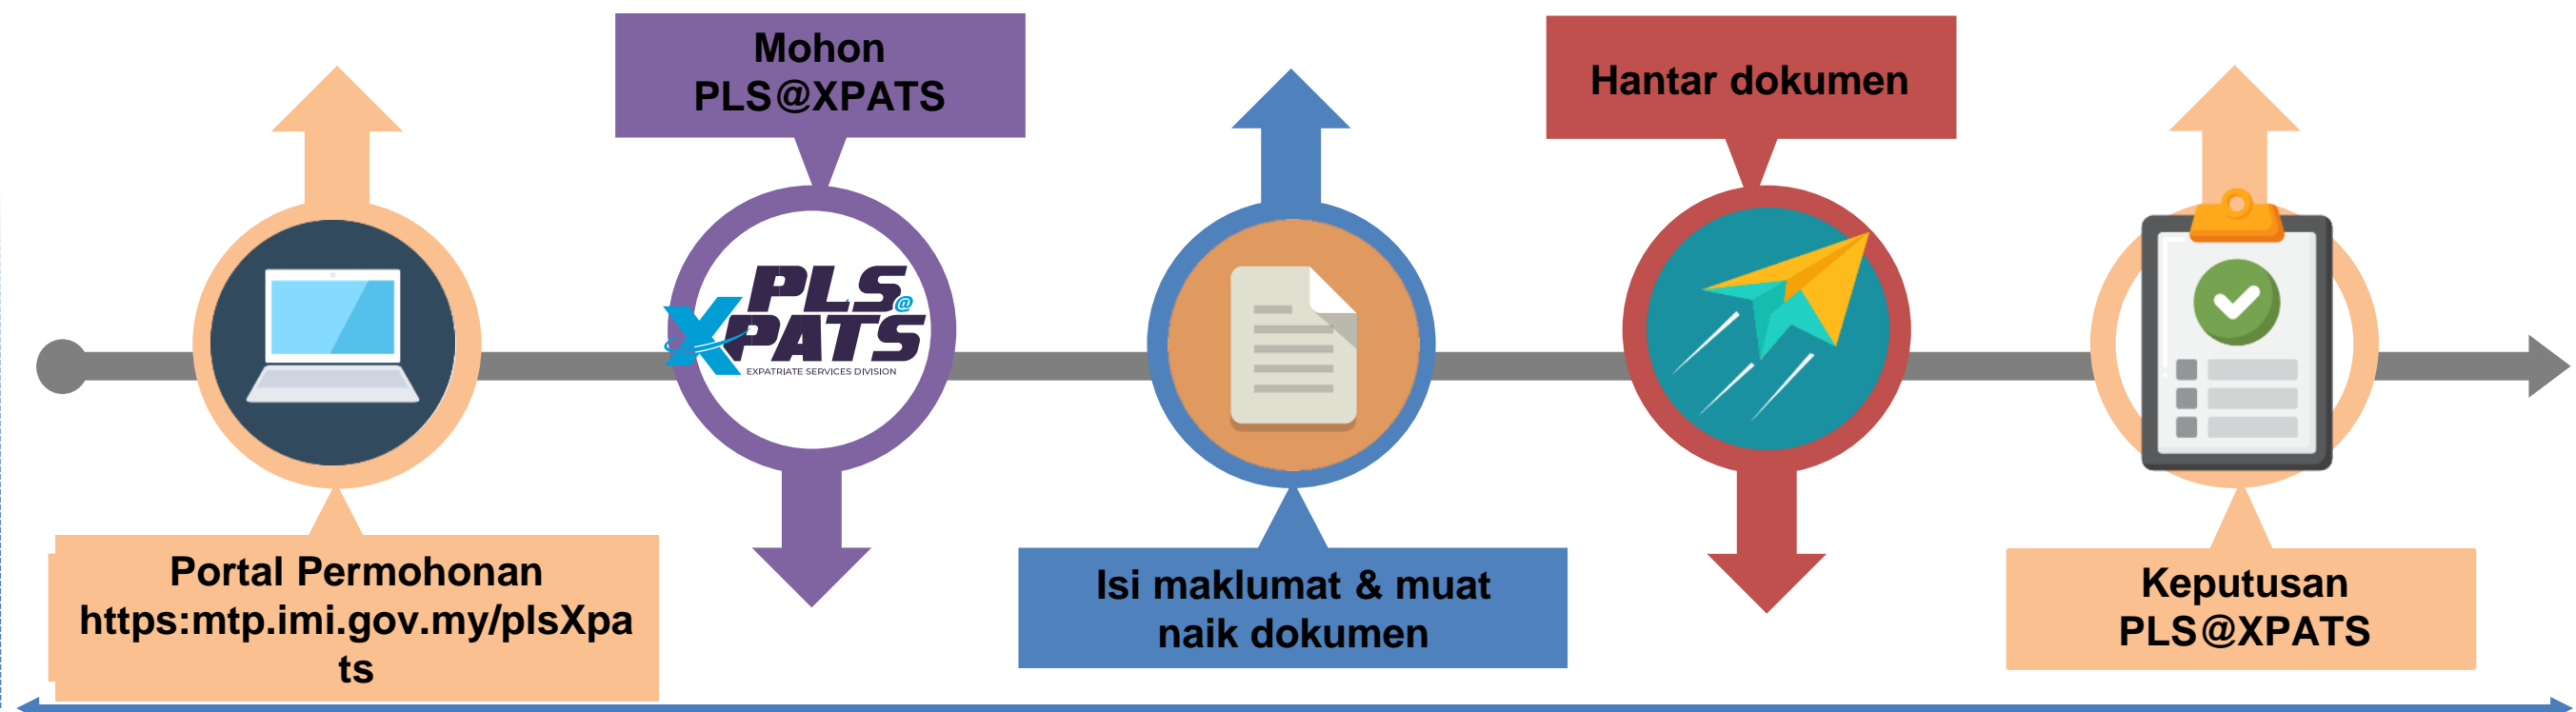 Portal Permohonan
https:mtp.imi.gov.my/plsXpa
ts
Mohon
PLS@XPATS
PLS@
XPATS
EXPATRIATE SERVICES DIVISION
Isi maklumat & muat
naik dokumen
Hantar dokumen
Keputusan
PLS@XPATS